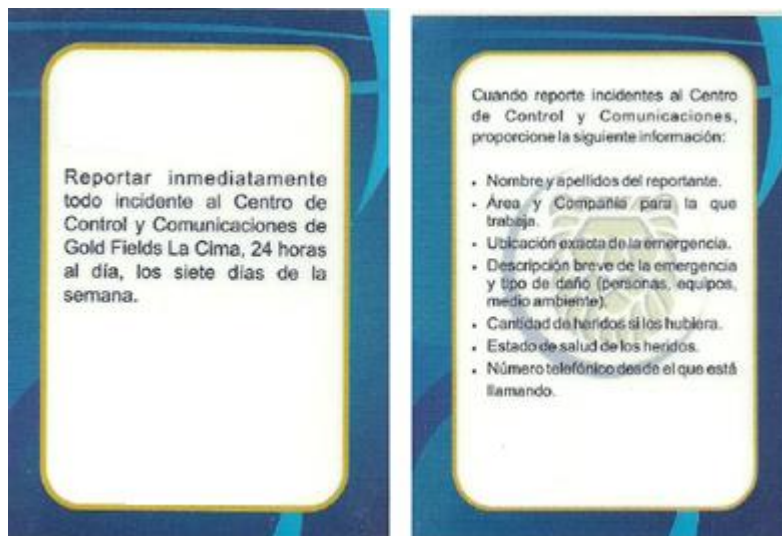 Reportar inmediatamente
todo incidente al Centro de
Control y Comunicaciones de
Gold Fields La Cima, 24 horas
al día, los siete días de la
semana.
Cuando reporte incidentes al Centro
de Control y Comunicaciones,
proporcione la siguiente información:
• Nombre y apellidos del reportante.
• Área y Compañía para la que
trabaja.
• Ubicación exacta de la emergencia.
• Descripción breve de la emergencia
y tipo de daño (personas, equipos,
medio ambiente).
• Cantidad de heridos si los hubiera.
• Estado de salud de los heridos.
• Número telefónico desde el que está
llamando.